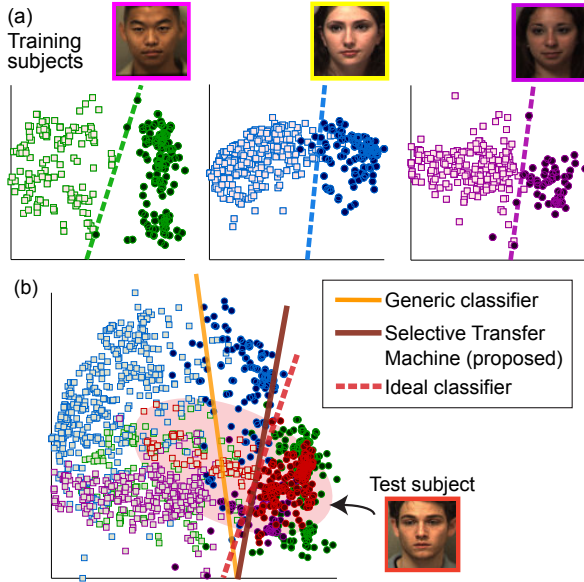 (a)
Training
subjects
(b)
Generic classifier
Selective Transfer
Machine (proposed)
Ideal classifier
Test subject